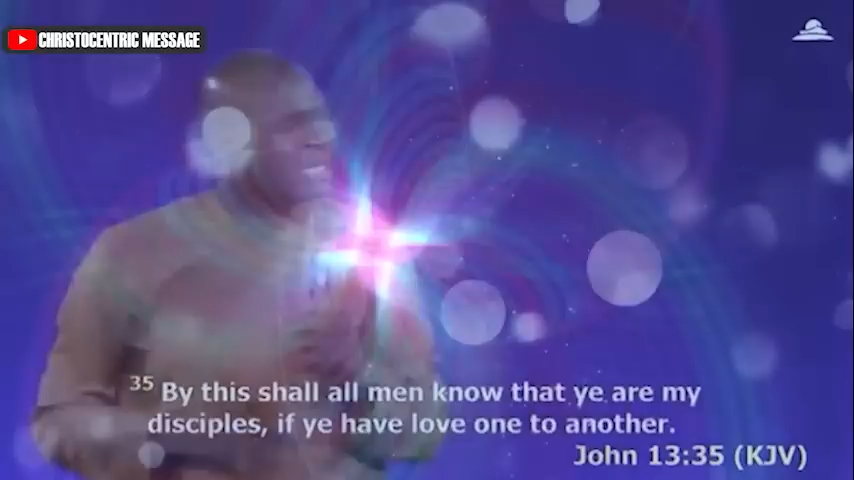 CHRISTOCENTRIC MESSAGE
35 By this shall all men know that ye are my
disciples, if ye have love one to another.
John 13:35 (KJV)